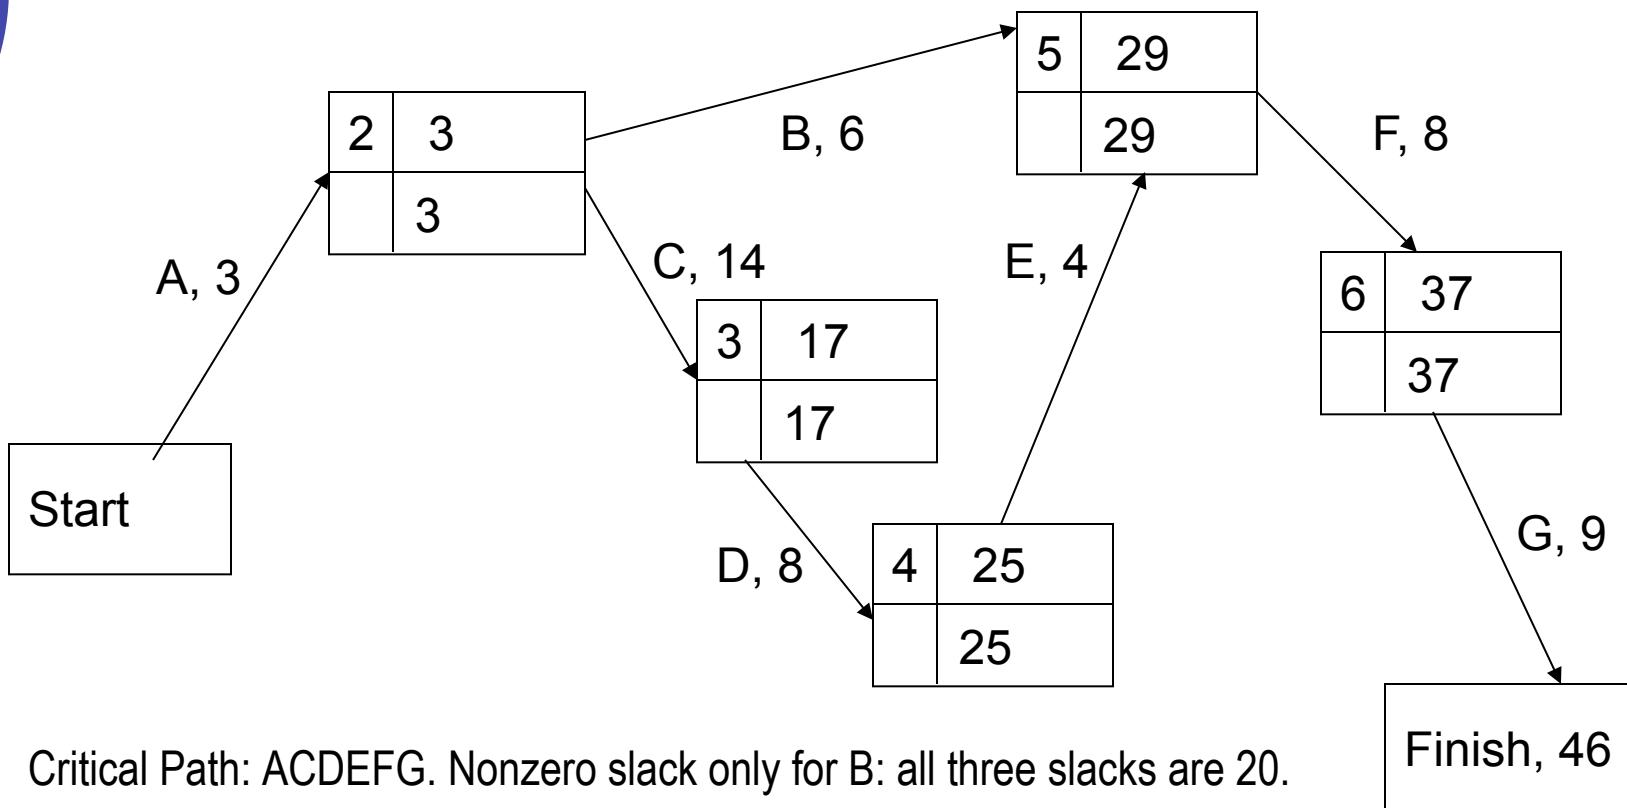 5 29
29
2 3
3
B, 6
F, 8
A, 3
C, 14
E, 4
3 17
17
6 37
37
Start
D, 8
4 25
25
G, 9
Finish, 46
Critical Path: ACDEFG. Nonzero slack only for B: all three slacks are 20.